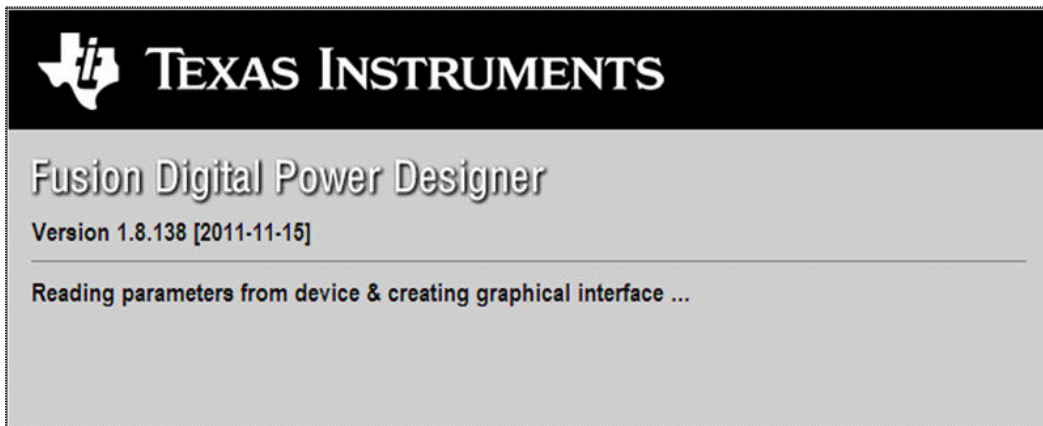 TEXAS INSTRUMENTS
Fusion Digital Power Designer
Version 1.8.138 [2011-11-15]
Reading parameters from device & creating graphical interface ...